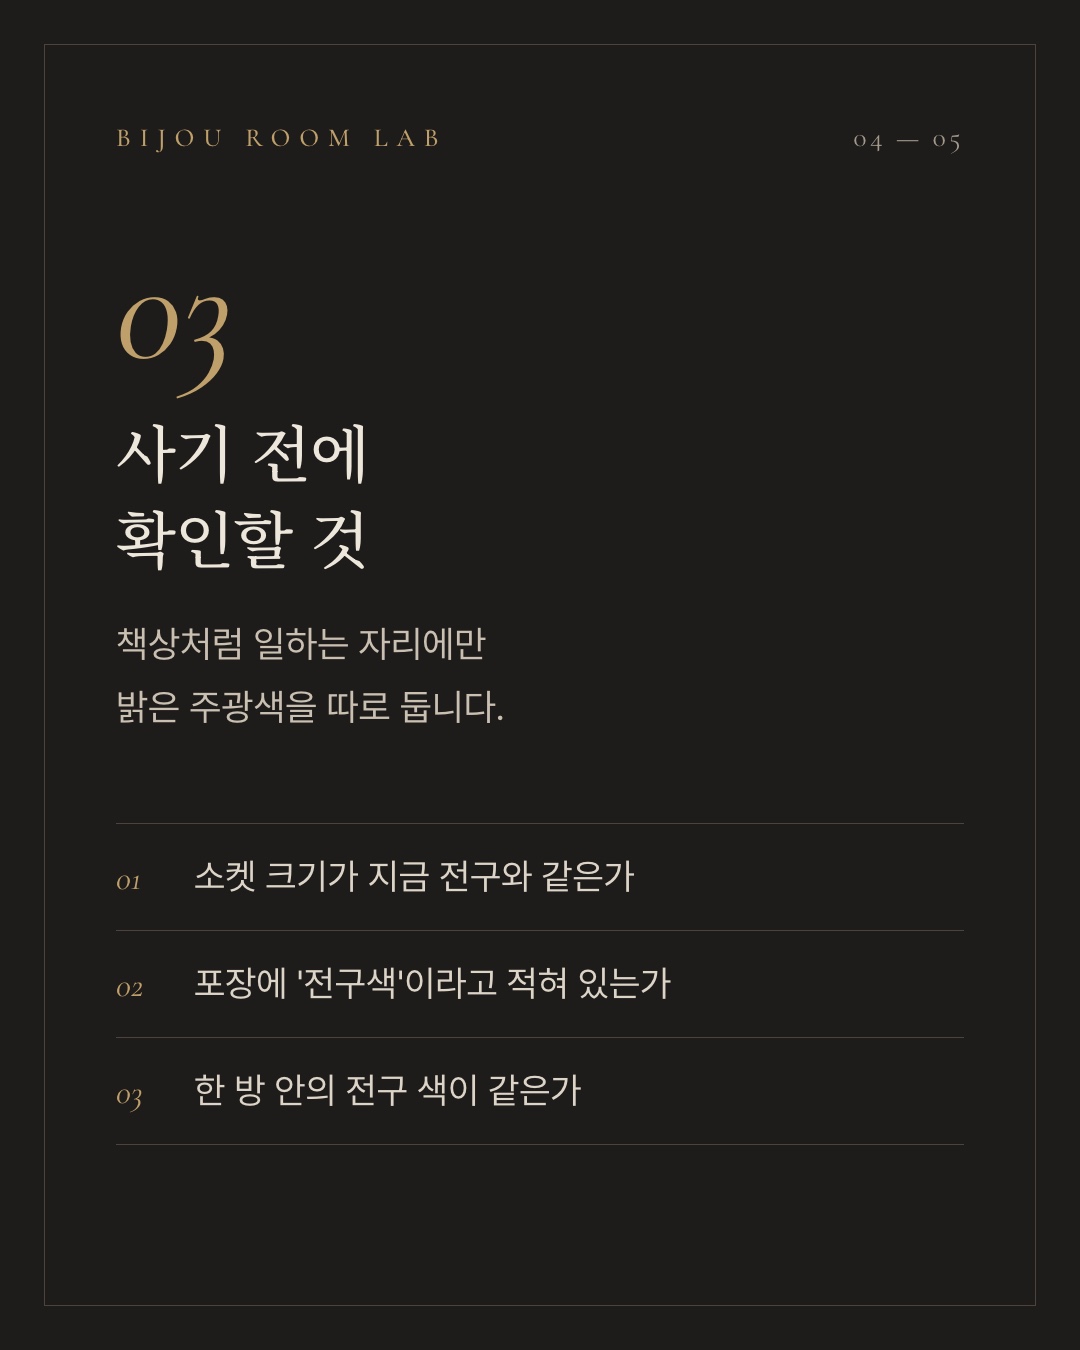 BIJOU ROOM LAB
04 — 05
03
사기 전에
확인할 것
책상처럼 일하는 자리에만
밝은 주광색을 따로 둡니다.
01 소켓 크기가 지금 전구와 같은가
02 포장에 '전구색'이라고 적혀 있는가
03 한 방 안의 전구 색이 같은가